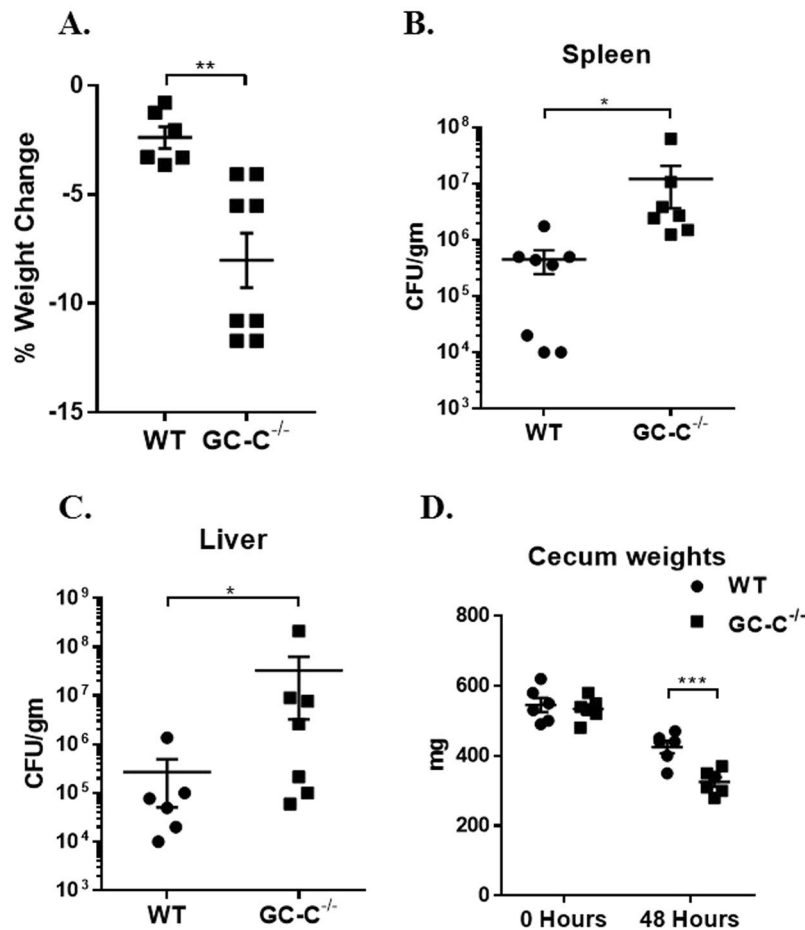 A.
**
0
-5
-10
-15
% Weight Change
WT GC-C-/-
B.
Spleen
*
10^8
10^7
10^6
10^5
10^4
10^3
CFU/gm
WT GC-C-/-
C.
Liver
*
10^9
10^8
10^7
10^6
10^5
10^4
10^3
CFU/gm
WT GC-C-/-
D.
Cecum weights
WT
GC-C-/-
***
800
600
400
200
0
mg
0 Hours 48 Hours